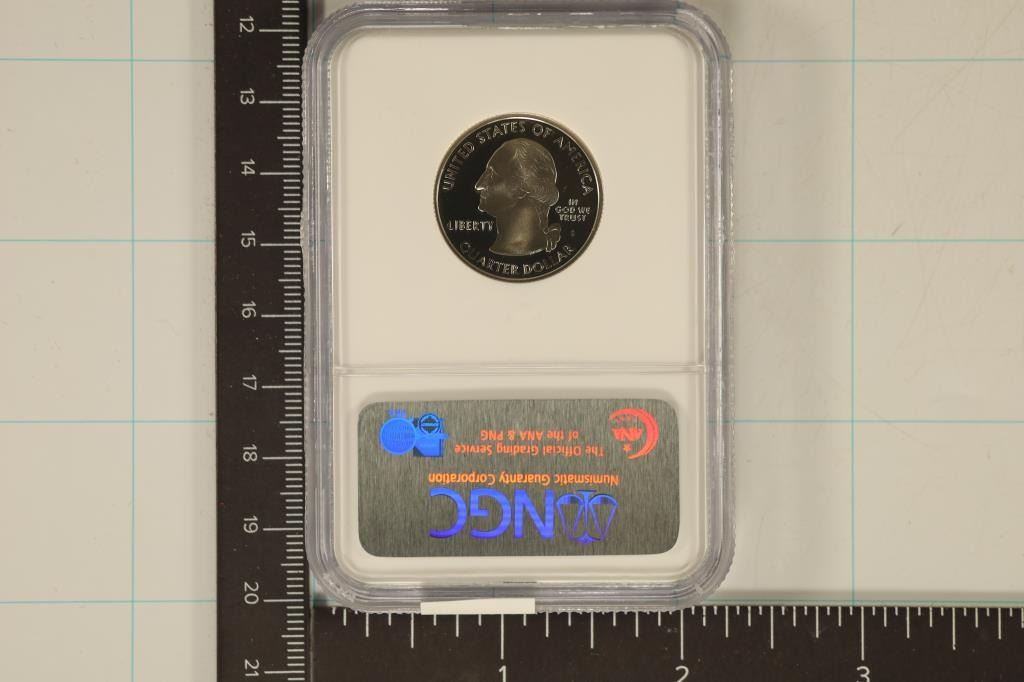 12
13
14
15
16
17
18
19
20
21
UNITED STATES OF AMERICA
LIBERTY
IN
GOD WE
TRUST
S
QUARTER DOLLAR
NGC
Numismatic Guaranty Corporation
The Official Grading Service
of the ANA & PNG
ANA
1
2
3